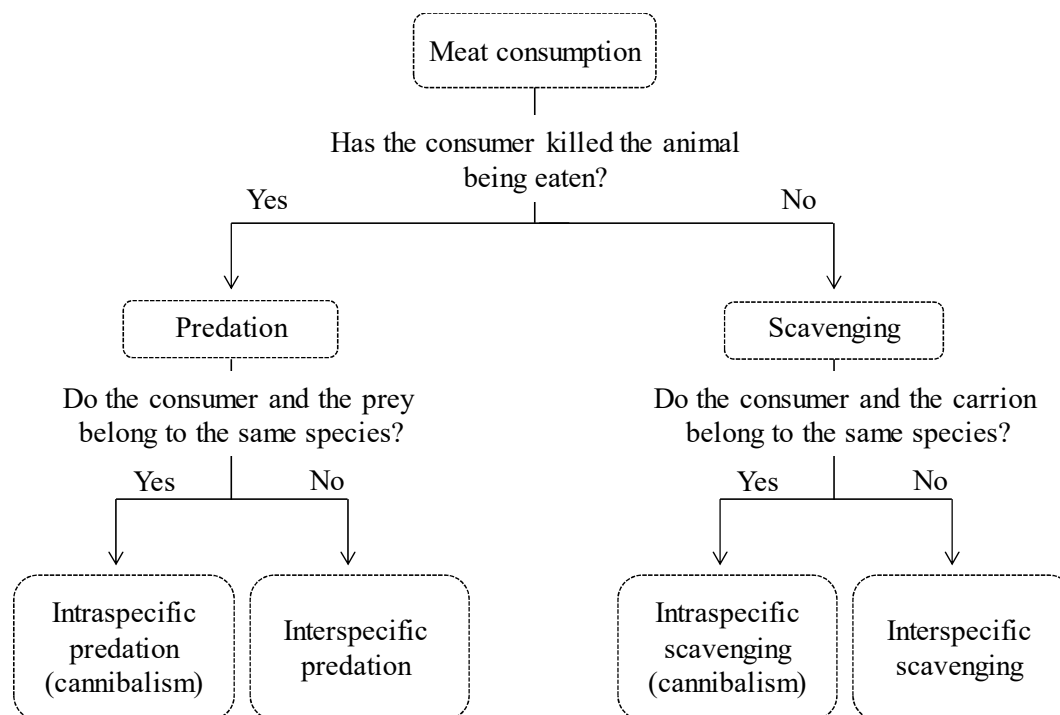 Meat consumption
Has the consumer killed the animal
being eaten?
Yes
No
Predation
Scavenging
Do the consumer and the prey
belong to the same species?
Do the consumer and the carrion
belong to the same species?
Yes
No
Yes
No
Intraspecific
predation
(cannibalism)
Interspecific
predation
Intraspecific
scavenging
(cannibalism)
Interspecific
scavenging